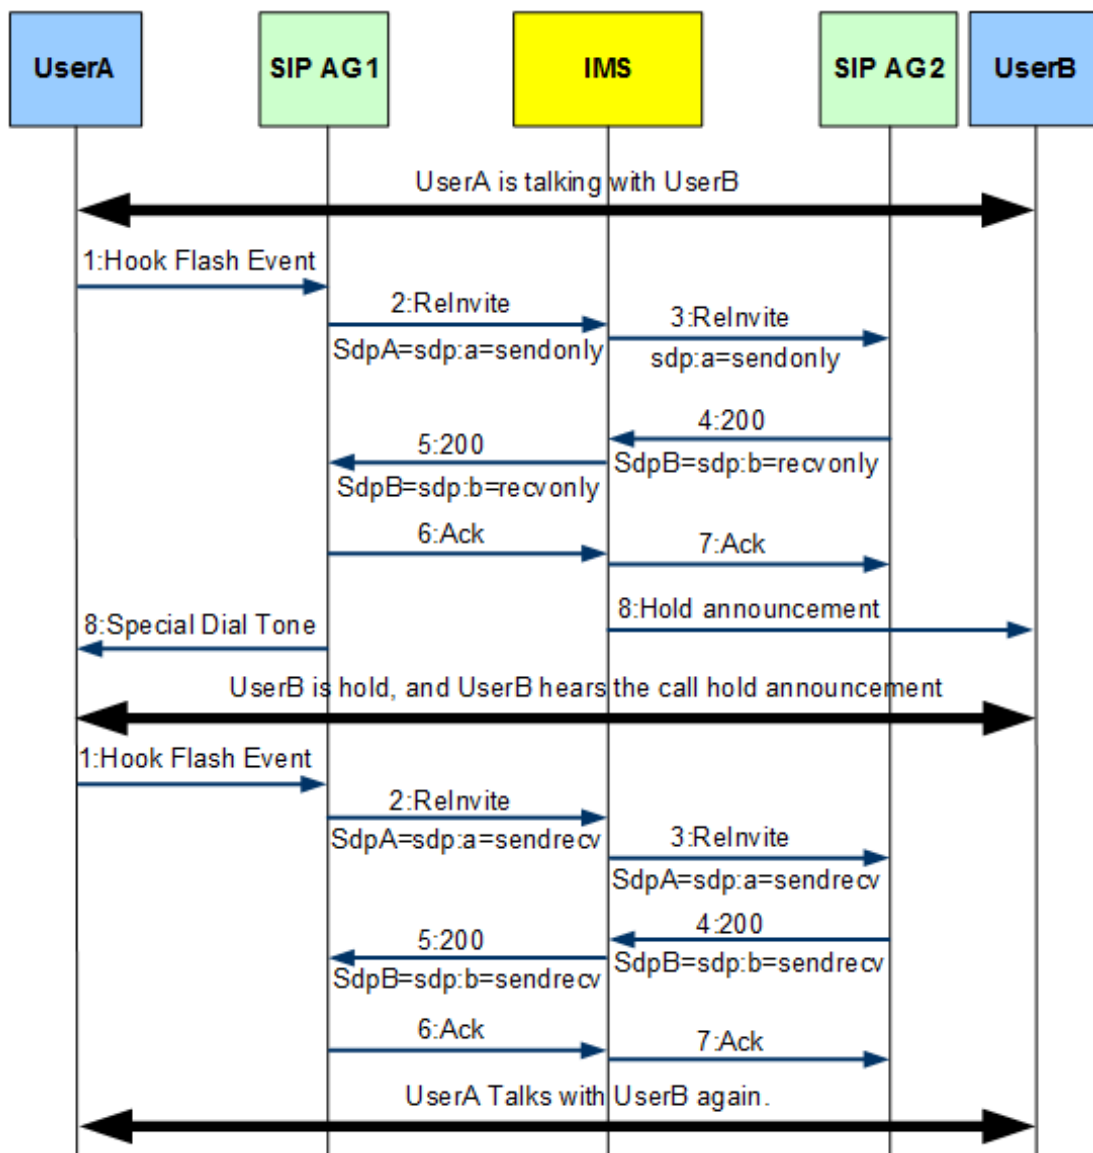 UserA
SIP AG1
IMS
SIP AG2
UserB
UserA is talking with UserB
1:Hook Flash Event
2:ReInvite
3:ReInvite
SdpA=sdp:a=sendonly
sdp:a=sendonly
4:200
5:200
SdpB=sdp:b=recvonly
SdpB=sdp:b=recvonly
6:Ack
7:Ack
8:Hold announcement
8:Special Dial Tone
UserB is hold, and UserB hears the call hold announcement
1:Hook Flash Event
2:ReInvite
SdpA=sdp:a=sendrecv
3:ReInvite
SdpA=sdp:a=sendrecv
4:200
5:200
SdpB=sdp:b=sendrecv
SdpB=sdp:b=sendrecv
6:Ack
7:Ack
UserA Talks with UserB again.